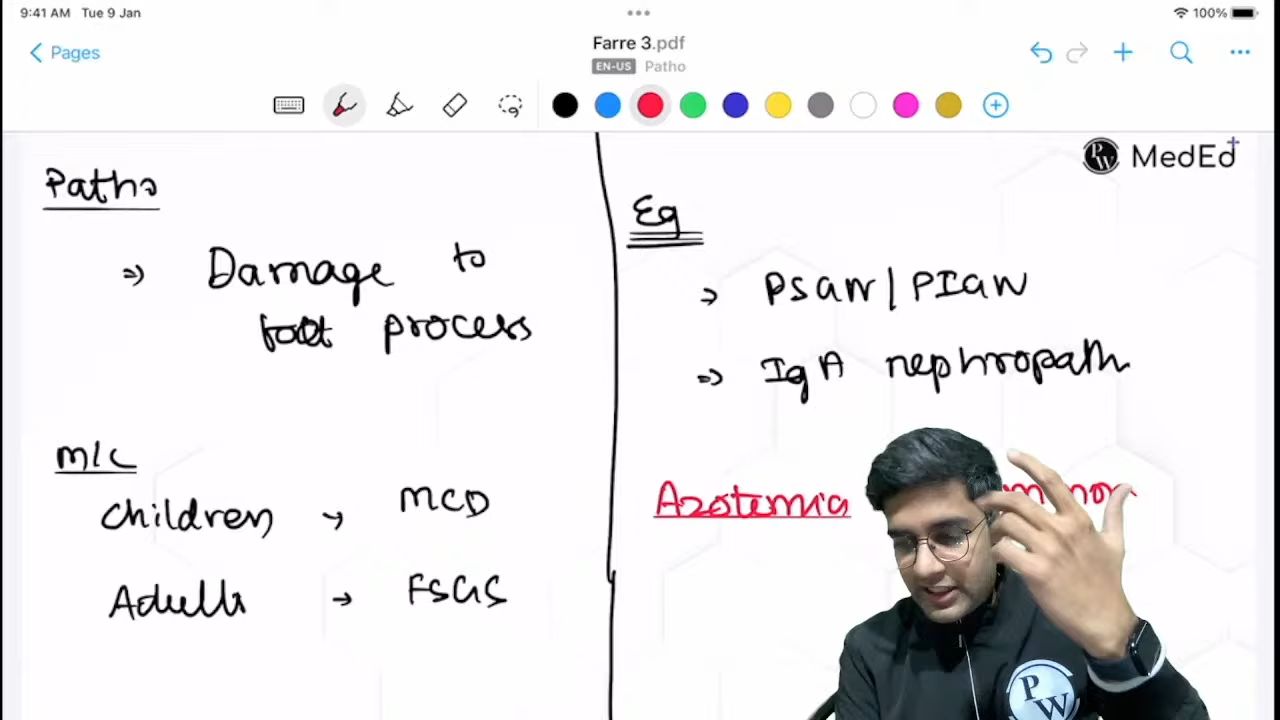 9:41 AM Tue 9 Jan
100%
Pages
Farre 3.pdf
EN-US Patho
PW MedEd
Patho
⇒ Damage to
foot process
M/C
Children → MCD
Adults → FSGS
Eg
→ PSGN / PIGN
⇒ IgA nephropath
Azotemia
PW